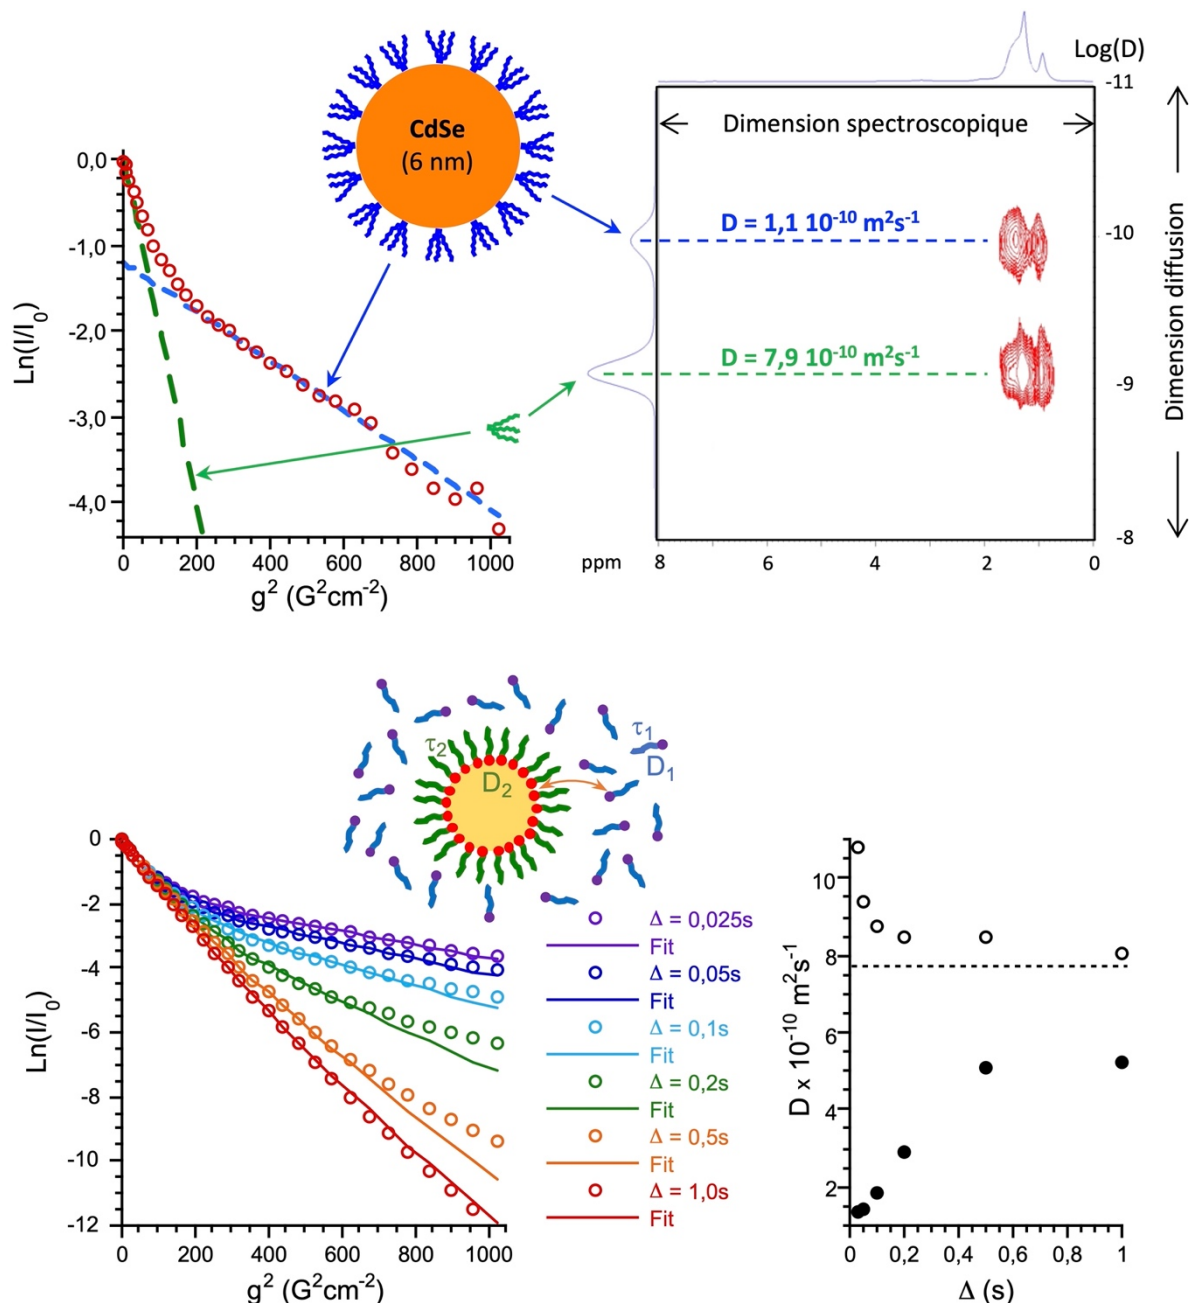 Log(D)
-11
Dimension spectroscopique
CdSe
(6 nm)
D = 1,1 10⁻¹⁰ m²s⁻¹
-10
D = 7,9 10⁻¹⁰ m²s⁻¹
-9
-8
Dimension diffusion
ppm
8
6
4
2
0
Ln(I/I₀)
0,0
-1,0
-2,0
-3,0
-4,0
0
200
400
600
800
1000
g² (G²cm⁻²)
τ₁
D₁
τ₂
D₂
Ln(I/I₀)
0
-2
-4
-6
-8
-10
-12
0
200
400
600
800
1000
g² (G²cm⁻²)
Δ = 0,025s
Fit
Δ = 0,05s
Fit
Δ = 0,1s
Fit
Δ = 0,2s
Fit
Δ = 0,5s
Fit
Δ = 1,0s
Fit
D x 10⁻¹⁰ m²s⁻¹
10
8
6
4
2
0
0,2
0,4
0,6
0,8
1
Δ (s)